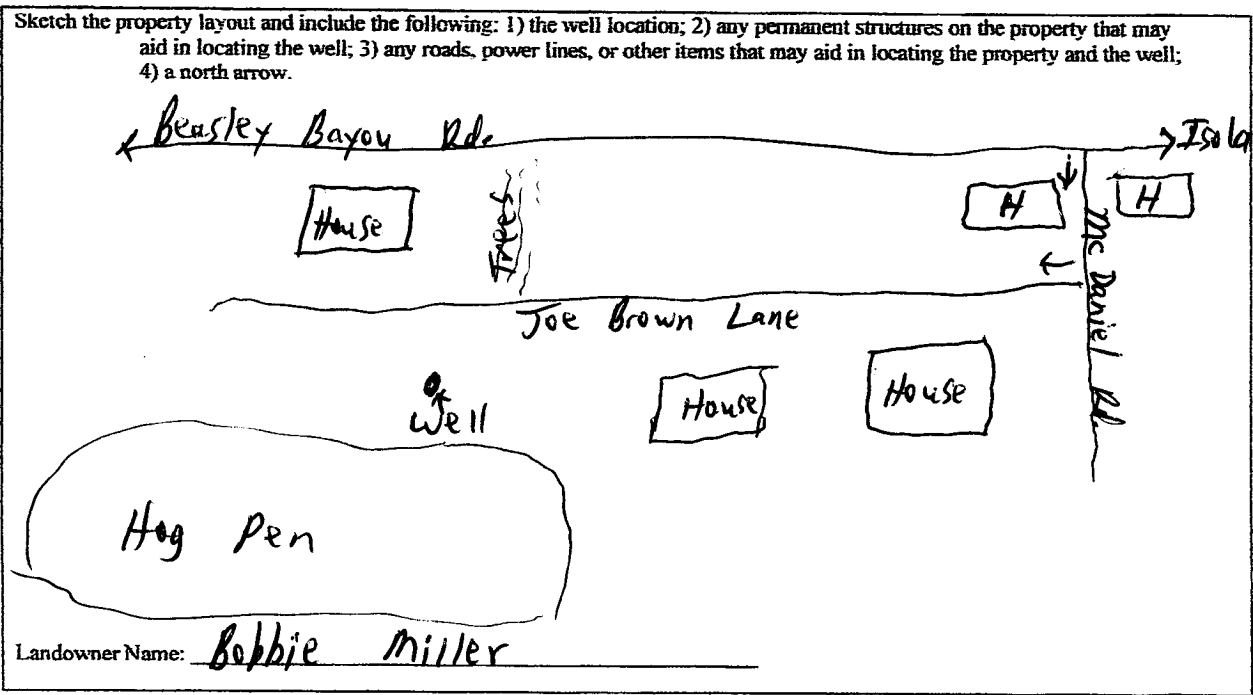 Sketch the property layout and include the following: 1) the well location; 2) any permanent structures on the property that may
aid in locating the well; 3) any roads, power lines, or other items that may aid in locating the property and the well;
4) a north arrow.
Beasley Bayou Rd. Isola
House Trees H H
Mc Daniel Rd.
Joe Brown Lane
House House
Well
Hog Pen
Landowner Name: Bobbie Miller